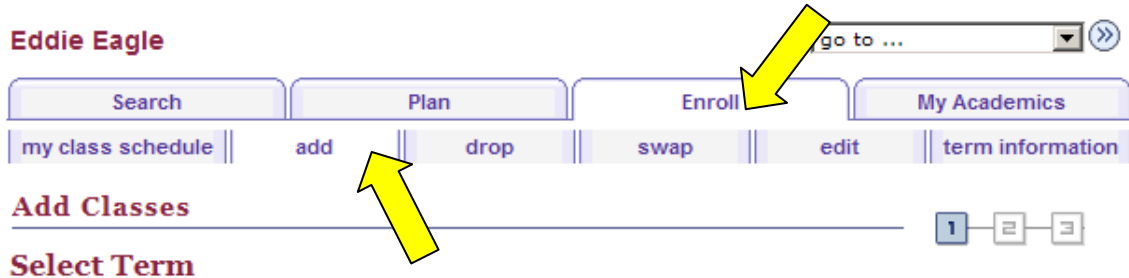 Eddie Eagle
go to ...
Search Plan Enroll My Academics
my class schedule add drop swap edit term information
Add Classes
1 2 3
Select Term